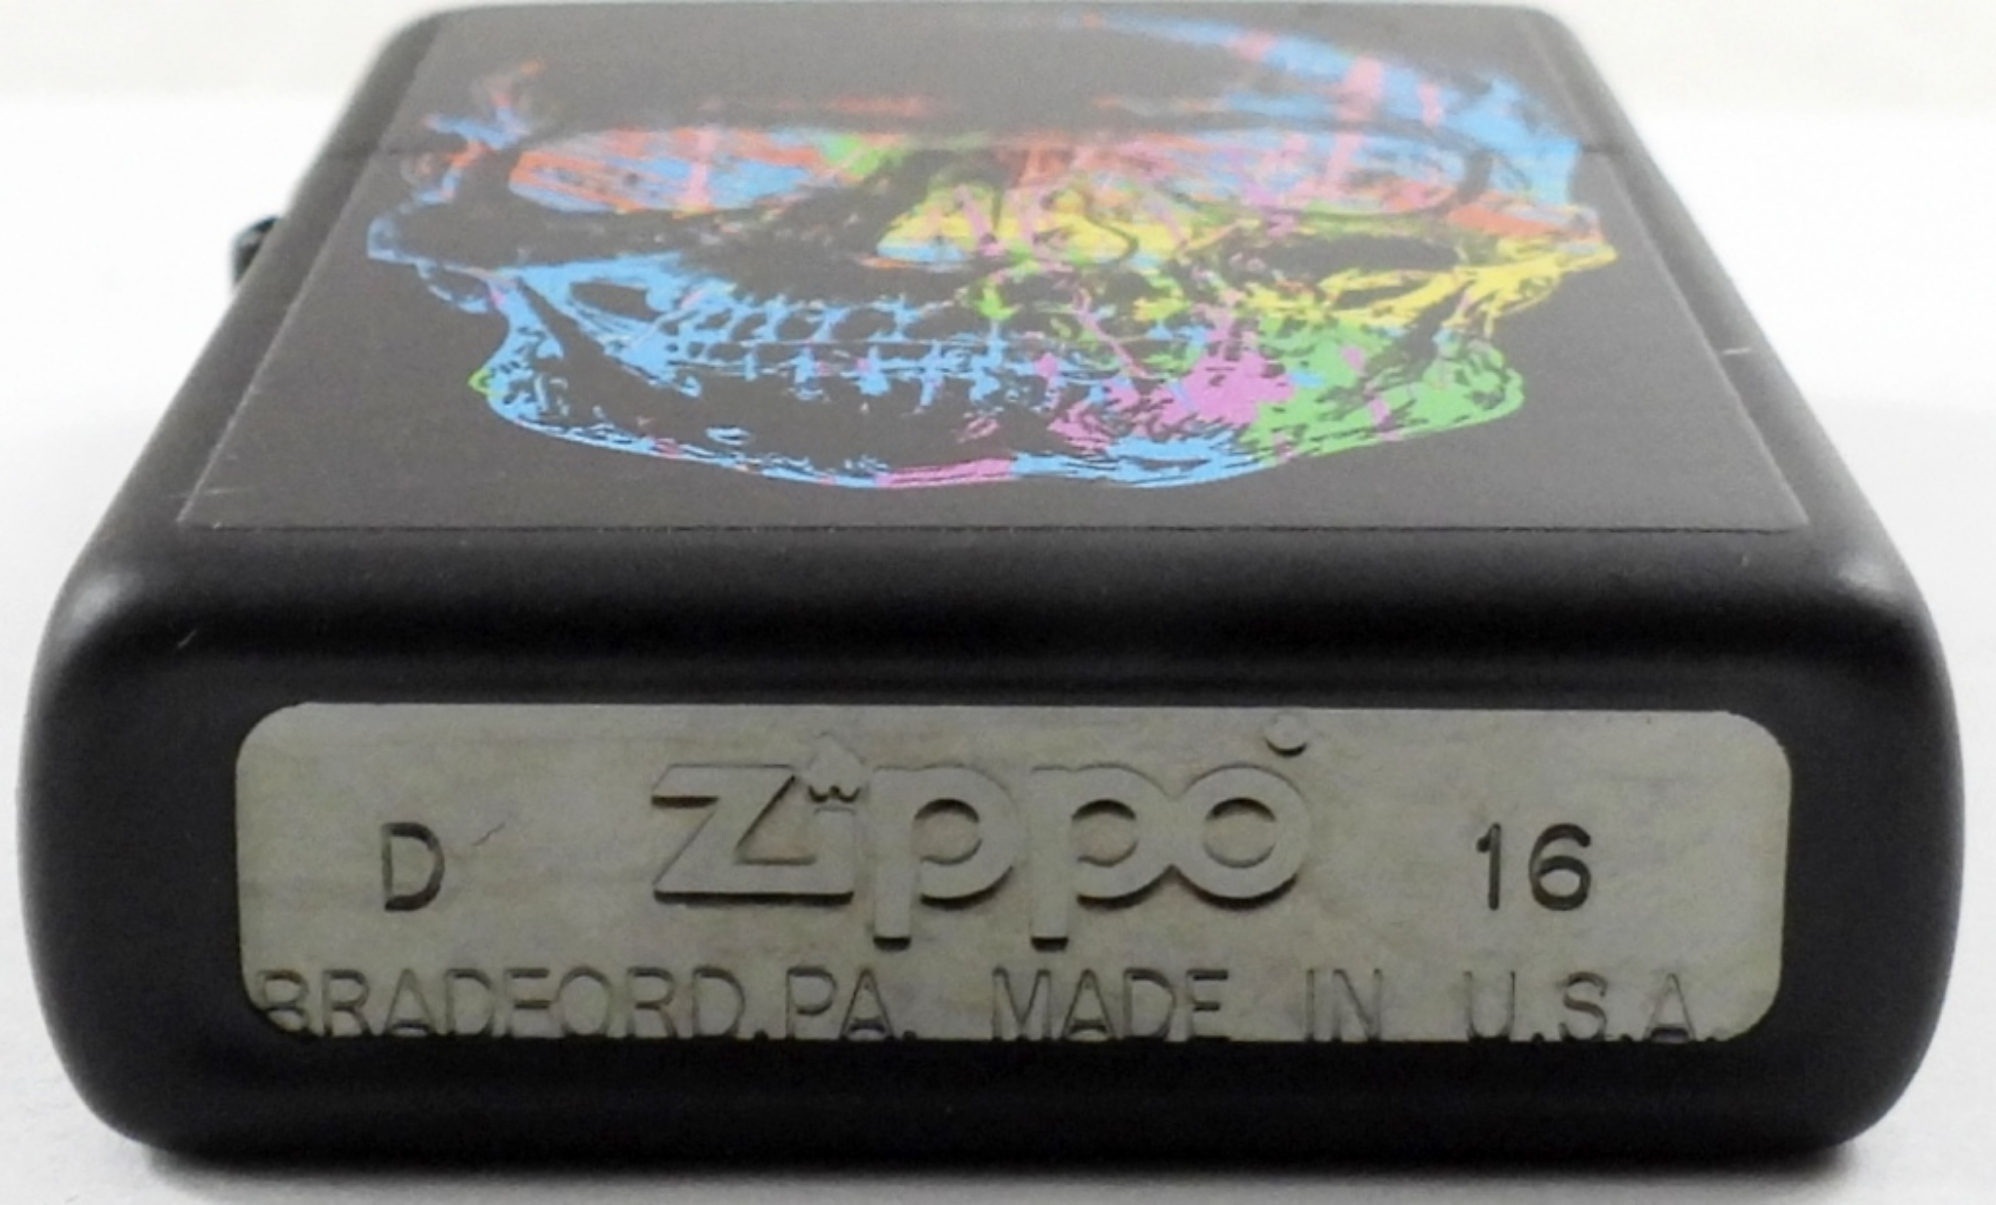 D Zippo 16
BRADFORD,PA. MADE IN U.S.A.